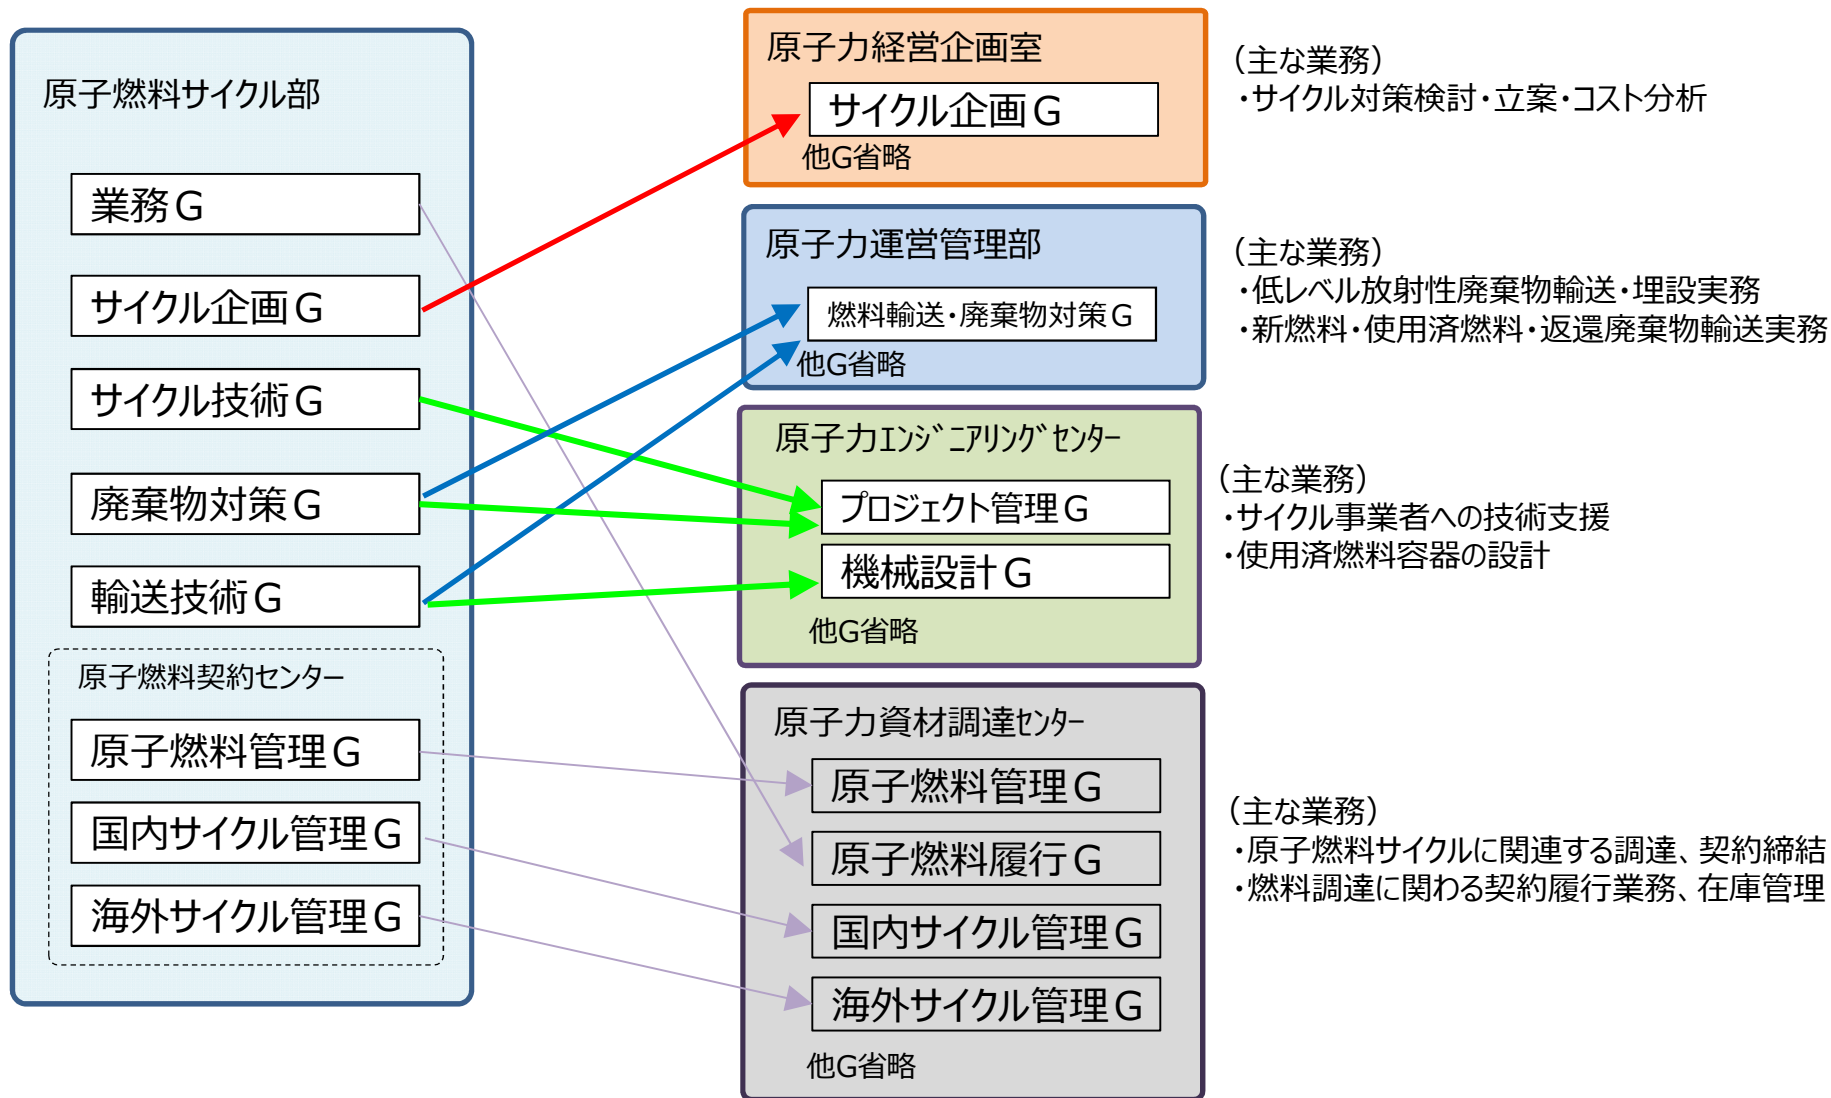 原子燃料サイクル部
業務G
サイクル企画G
サイクル技術G
廃棄物対策G
輸送技術G
原子燃料契約センター
原子燃料管理G
国内サイクル管理G
海外サイクル管理G
原子力経営企画室
サイクル企画G
他G省略
(主な業務)
・サイクル対策検討・立案・コスト分析
原子力運営管理部
燃料輸送・廃棄物対策G
他G省略
(主な業務)
・低レベル放射性廃棄物輸送・埋設実務
・新燃料・使用済燃料・返還廃棄物輸送実務
原子力エンジニアリングセンター
プロジェクト管理G
機械設計G
他G省略
(主な業務)
・サイクル事業者への技術支援
・使用済燃料容器の設計
原子力資材調達センター
原子燃料管理G
原子燃料履行G
国内サイクル管理G
海外サイクル管理G
他G省略
(主な業務)
・原子燃料サイクルに関連する調達、契約締結
・燃料調達に関わる契約履行業務、在庫管理